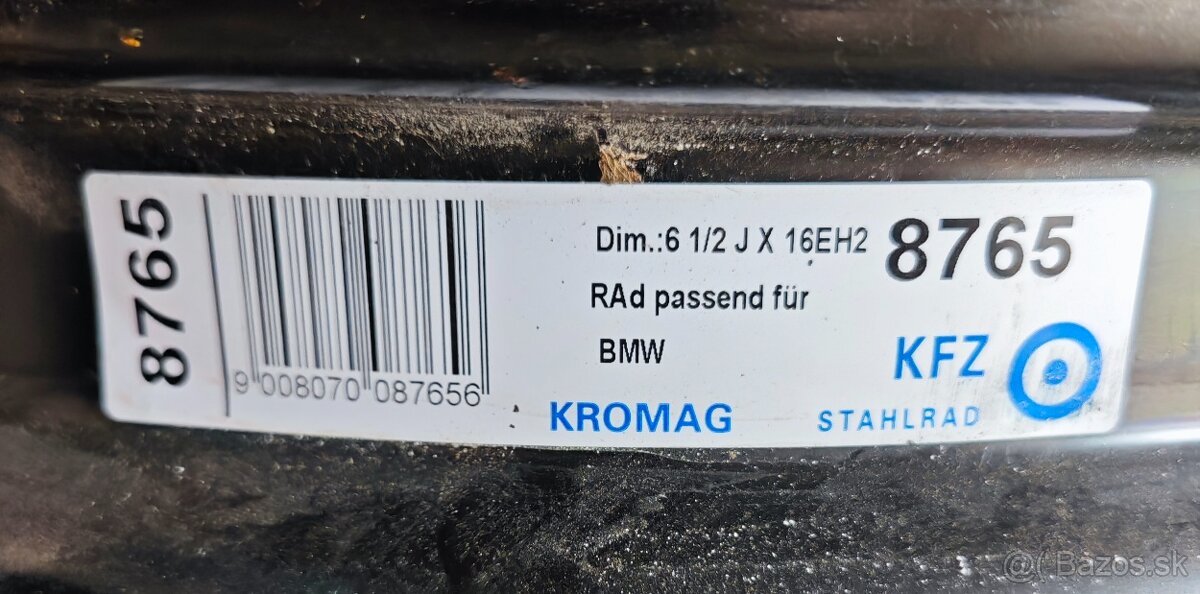 8765
9 008070 087656
Dim.:6 1/2 J X 16EH2
8765
RAd passend für
BMW
KFZ
KROMAG
STAHLRAD
@( Bazos.sk